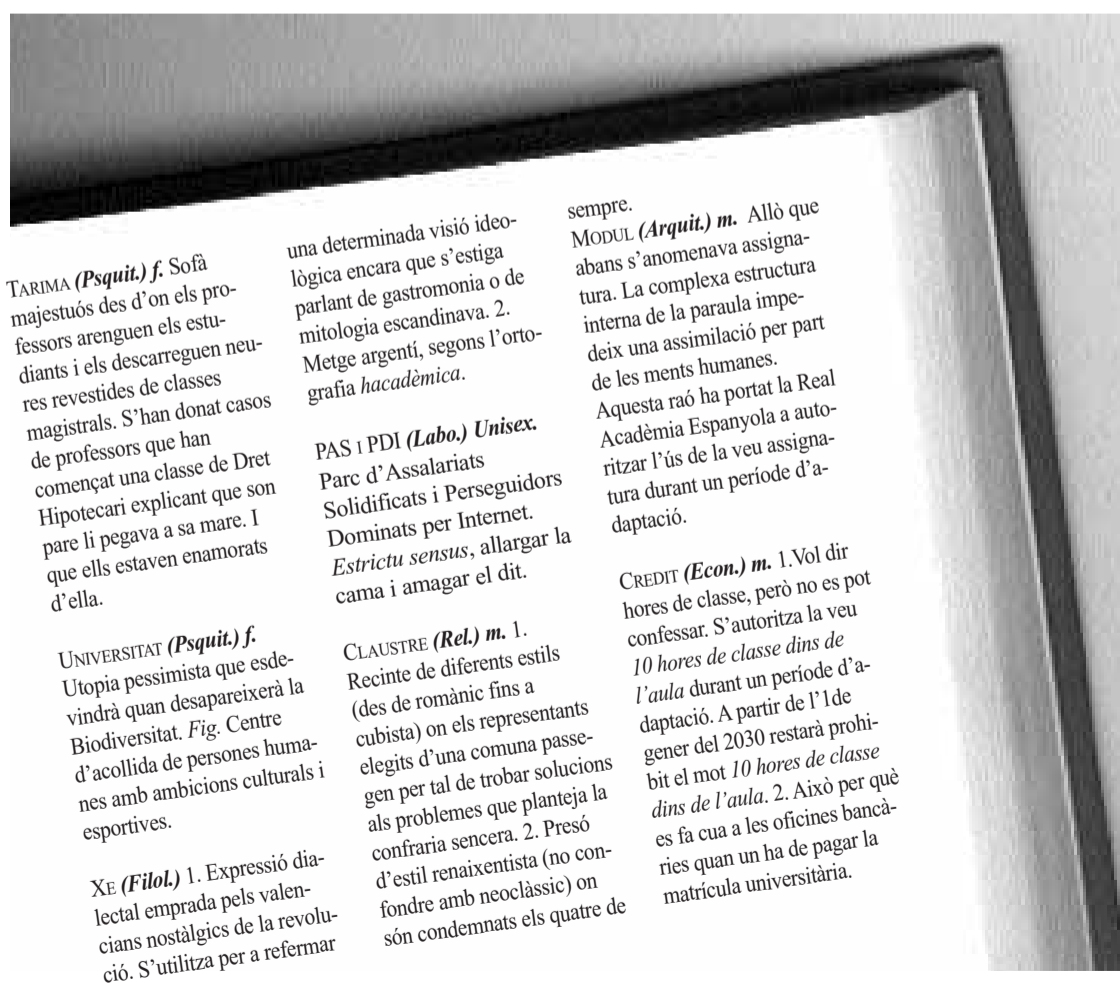 TARIMA (Psquit.) f. Sofà
majestuós des d’on els pro-
fessors arenguen els estu-
diants i els descarreguen neu-
res revestides de classes
magistrals. S’han donat casos
de professors que han
començat una classe de Dret
Hipotecari explicant que son
pare li pegava a sa mare. I
que ells estaven enamorats
d’ella.
UNIVERSITAT (Psquit.) f.
Utopia pessimista que esde-
vindrà quan desapareixerà la
Biodiversitat. Fig. Centre
d’acollida de persones huma-
nes amb ambicions culturals i
esportives.
XE (Filol.) 1. Expressió dia-
lectal emprada pels valen-
cians nostàlgics de la revolu-
ció. S’utilitza per a refermar
una determinada visió ideo-
lògica encara que s’estiga
parlant de gastromonia o de
mitologia escandinava. 2.
Metge argentí, segons l’orto-
grafia hacadèmica.
PAS I PDI (Labo.) Unisex.
Parc d’Assalariats
Solidificats i Perseguidors
Dominats per Internet.
Estrictu sensus, allargar la
cama i amagar el dit.
CLAUSTRE (Rel.) m. 1.
Recinte de diferents estils
(des de romànic fins a
cubista) on els representants
elegits d’una comuna passe-
gen per tal de trobar solucions
als problemes que planteja la
confraria sencera. 2. Presó
d’estil renaixentista (no con-
fondre amb neoclàssic) on
són condemnats els quatre de
sempre.
MODUL (Arquit.) m. Allò que
abans s’anomenava assigna-
tura. La complexa estructura
interna de la paraula impe-
deix una assimilació per part
de les ments humanes.
Aquesta raó ha portat la Real
Acadèmia Espanyola a auto-
ritzar l’ús de la veu assigna-
tura durant un període d’a-
daptació.
CREDIT (Econ.) m. 1.Vol dir
hores de classe, però no es pot
confessar. S’autoritza la veu
10 hores de classe dins de
l’aula durant un període d’a-
daptació. A partir de l’1de
gener del 2030 restarà prohi-
bit el mot 10 hores de classe
dins de l’aula. 2. Això per què
es fa cua a les oficines bancà-
ries quan un ha de pagar la
matrícula universitària.